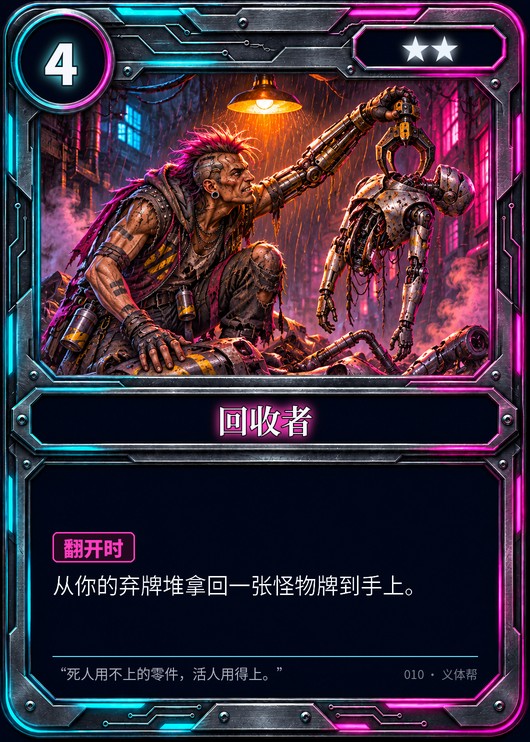 4
★★
回收者
翻开时
从你的弃牌堆拿回一张怪物牌到手上。
“死人用不上的零件，活人用得上。”
010 · 义体帮